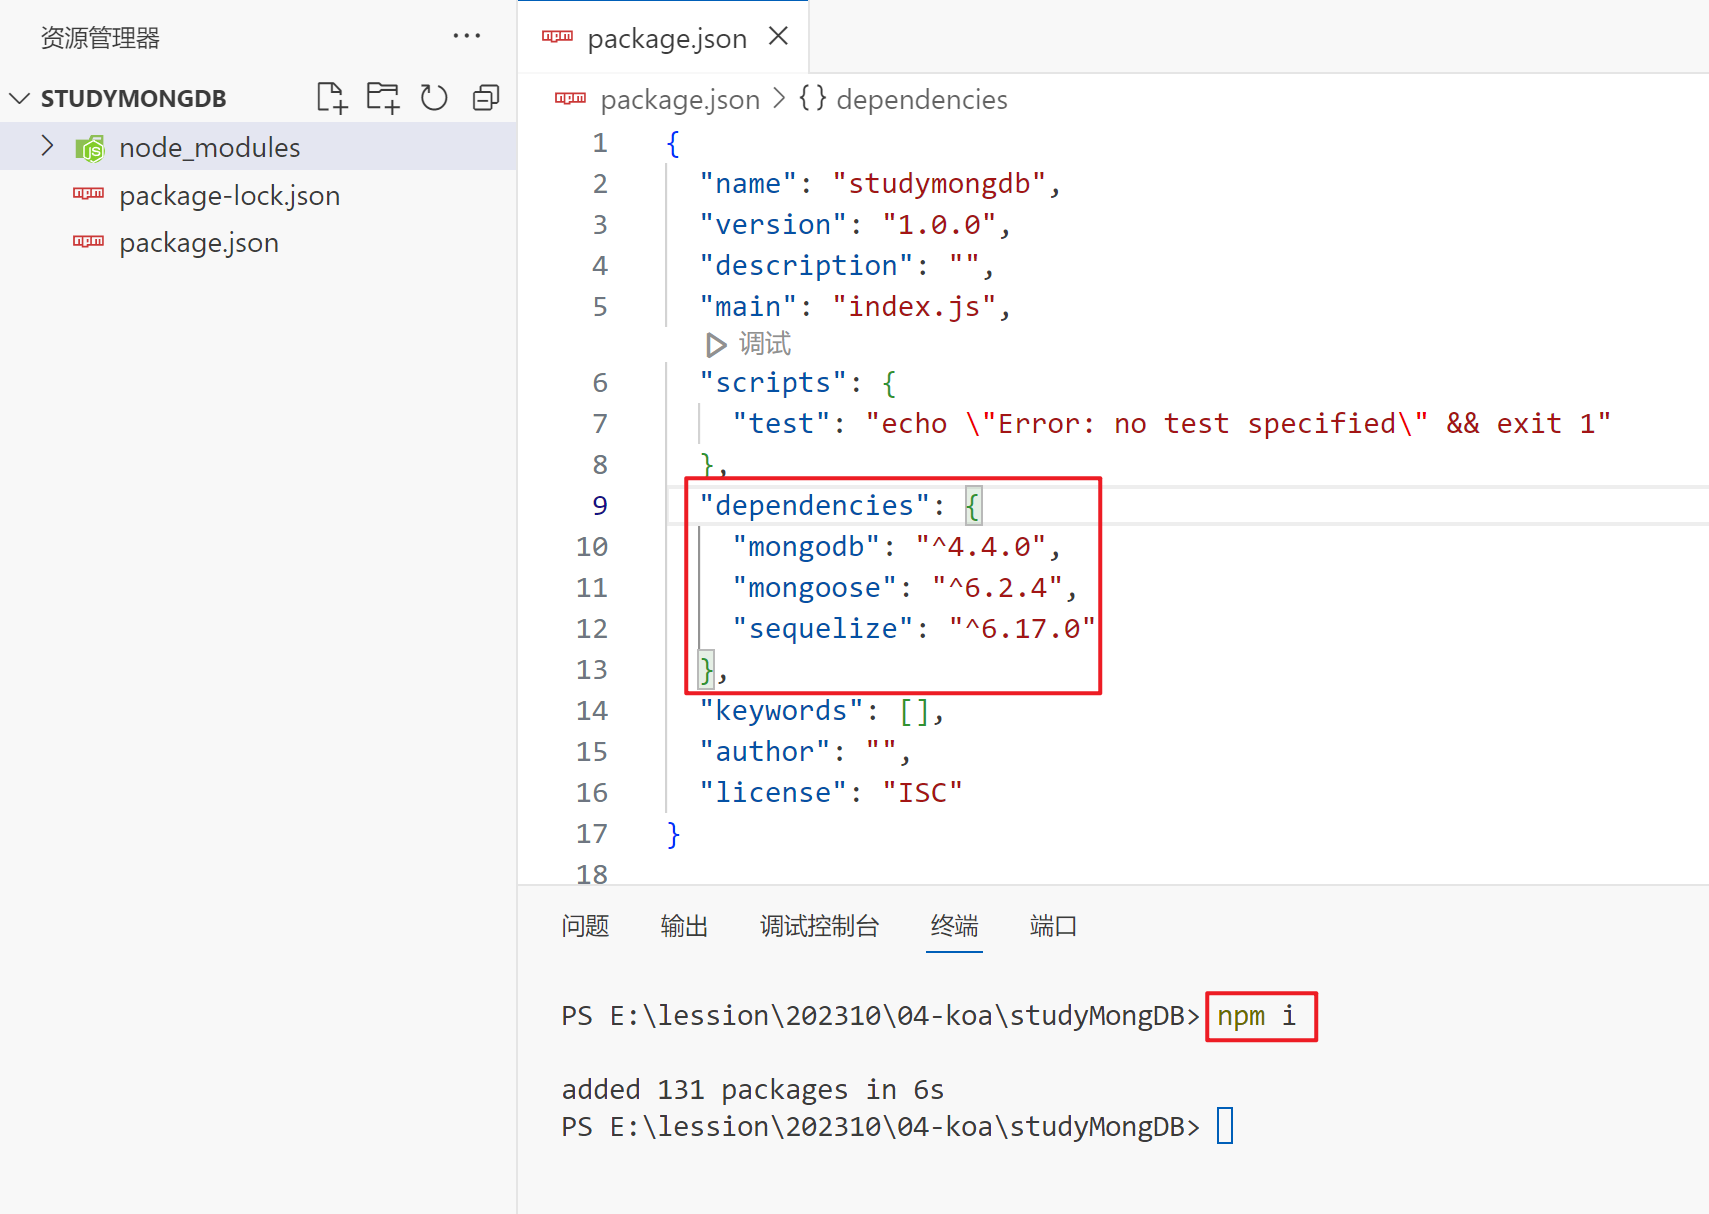 资源管理器
STUDYMONGDB
node_modules
package-lock.json
package.json
package.json
package.json > {} dependencies
1 {
2 "name": "studymongdb",
3 "version": "1.0.0",
4 "description": "",
5 "main": "index.js",
调试
6 "scripts": {
7 "test": "echo \"Error: no test specified\" && exit 1"
8 },
9 "dependencies": {
10 "mongodb": "^4.4.0",
11 "mongoose": "^6.2.4",
12 "sequelize": "^6.17.0"
13 },
14 "keywords": [],
15 "author": "",
16 "license": "ISC"
17 }
18
问题 输出 调试控制台 终端 端口
PS E:\lession\202310\04-koa\studyMongDB> npm i
added 131 packages in 6s
PS E:\lession\202310\04-koa\studyMongDB>